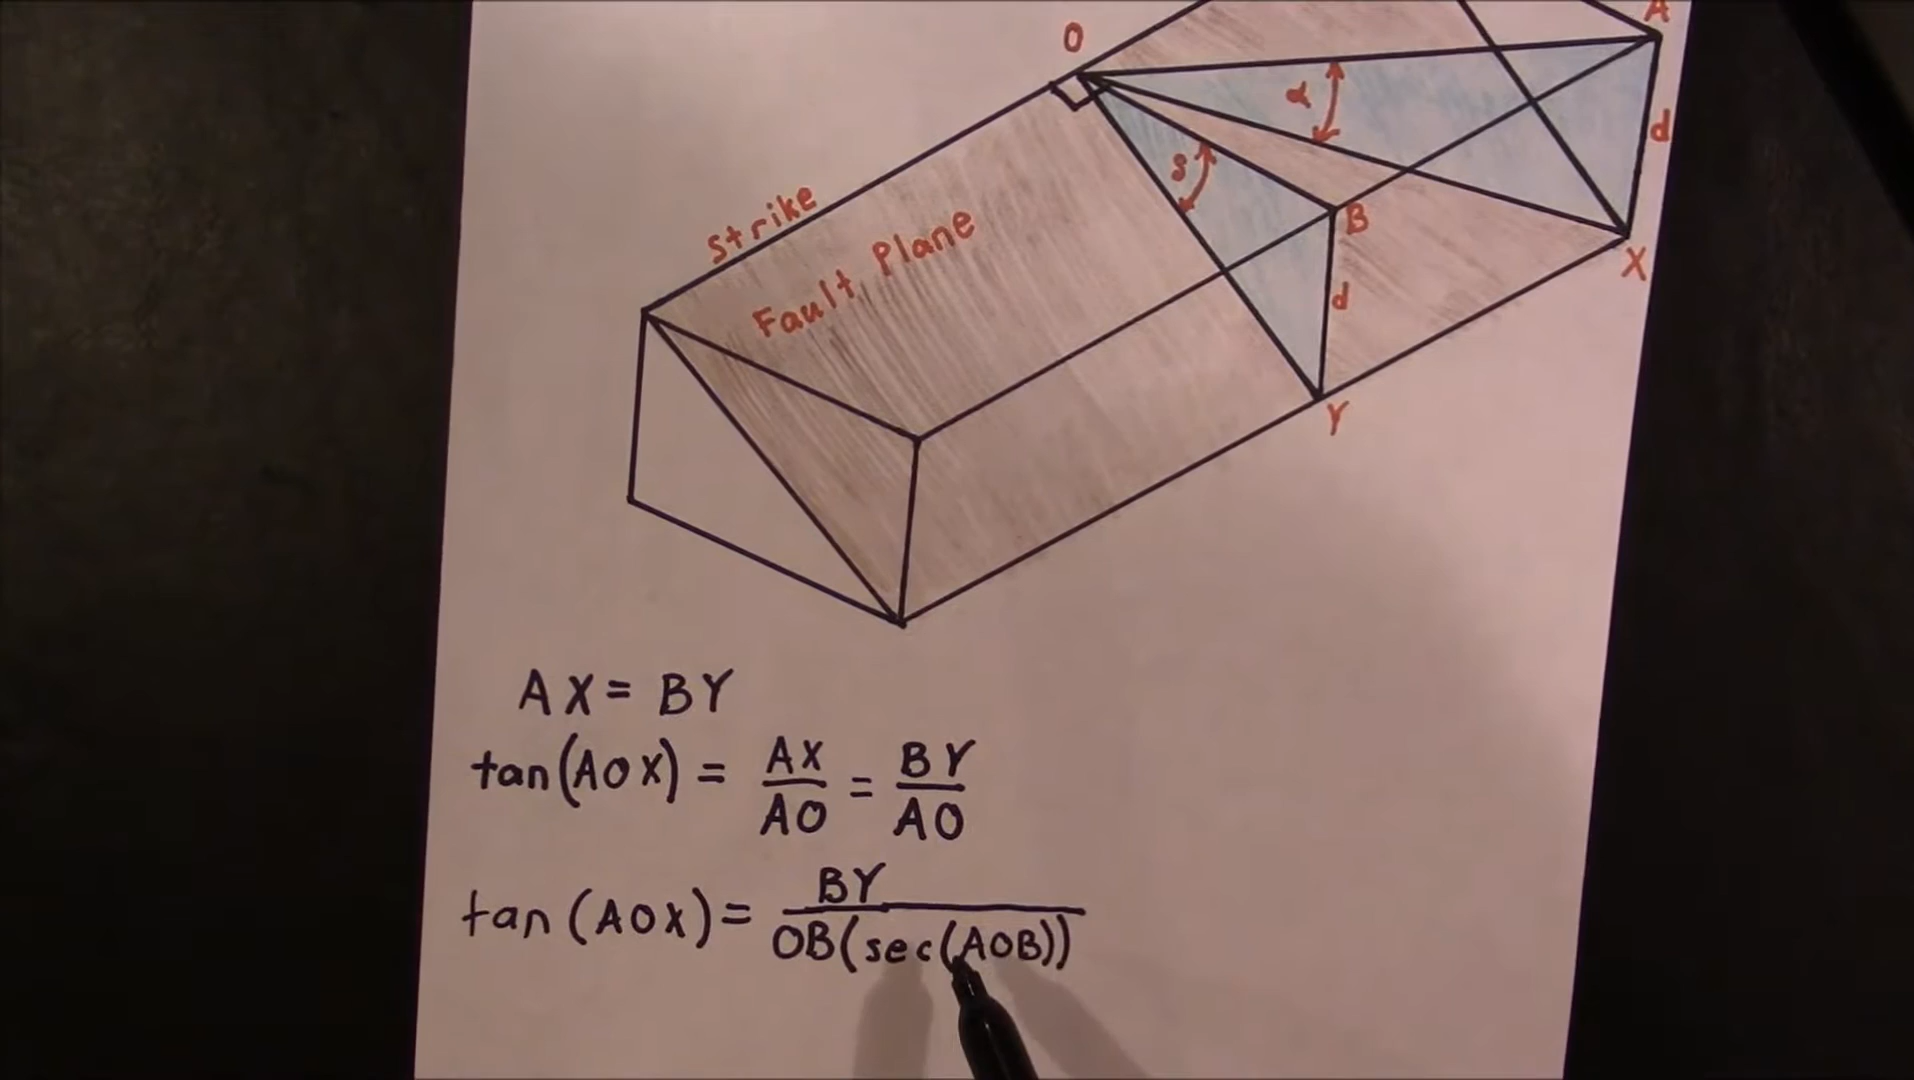 A
O
α
d
δ
Strike
B
Fault Plane
X
d
Y
AX = BY
tan(AOX) = AX/AO = BY/AO
tan(AOX) = BY/OB(sec(AOB))